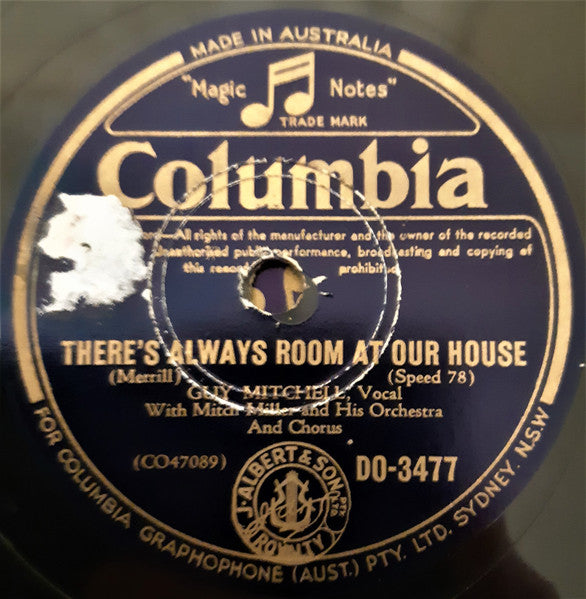 MADE IN AUSTRALIA
"Magic Notes"
TRADE MARK
Columbia
All rights of the manufacturer and the owner of the recorded
public performance, broadcasting and copying of
this prohibit
THERE'S ALWAYS ROOM AT OUR HOUSE
(Merrill) (Speed 78)
GUY MITCHELL, Vocal
With Mitch Miller and His Orchestra
And Chorus
(CO47089) DO-3477
J. ALBERT & SON PTY LTD
ROYALTY
FOR COLUMBIA GRAPHOPHONE (AUST.) PTY. LTD. SYDNEY. N.S.W